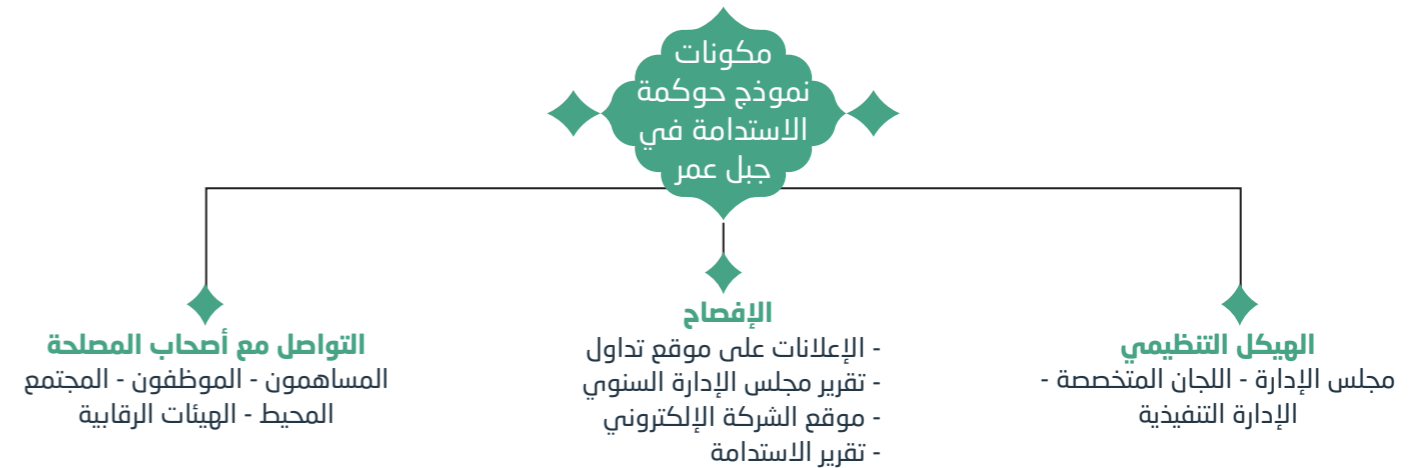 مكونات
نموذج حوكمة
الاستدامة في
جبل عمر
الهيكل التنظيمي
مجلس الإدارة - اللجان المتخصصة -
الإدارة التنفيذية
الإفصاح
- الإعلانات على موقع تداول
- تقرير مجلس الإدارة السنوي
- موقع الشركة الإلكتروني
- تقرير الاستدامة
التواصل مع أصحاب المصلحة
المساهمون - الموظفون - المجتمع
المحيط - الهيئات الرقابية